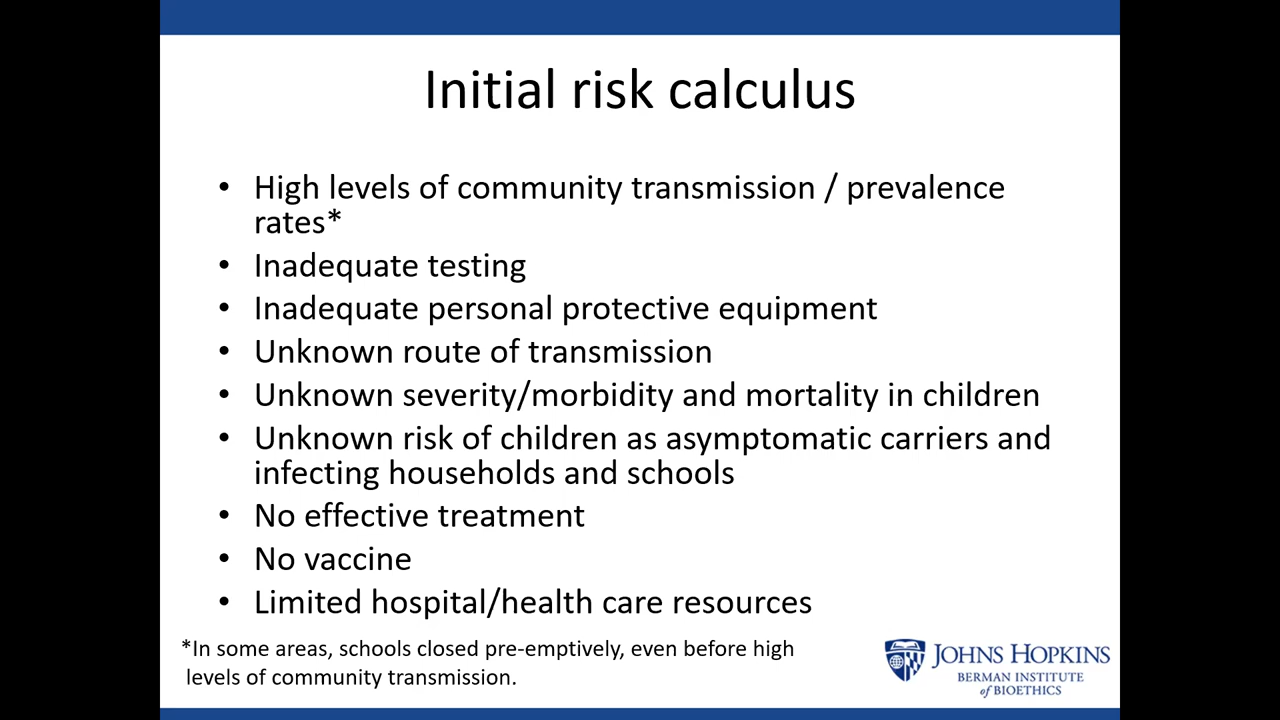 Initial risk calculus
• High levels of community transmission / prevalence
rates*
• Inadequate testing
• Inadequate personal protective equipment
• Unknown route of transmission
• Unknown severity/morbidity and mortality in children
• Unknown risk of children as asymptomatic carriers and
infecting households and schools
• No effective treatment
• No vaccine
• Limited hospital/health care resources
*In some areas, schools closed pre-emptively, even before high
levels of community transmission.
JOHNS HOPKINS
BERMAN INSTITUTE
of BIOETHICS